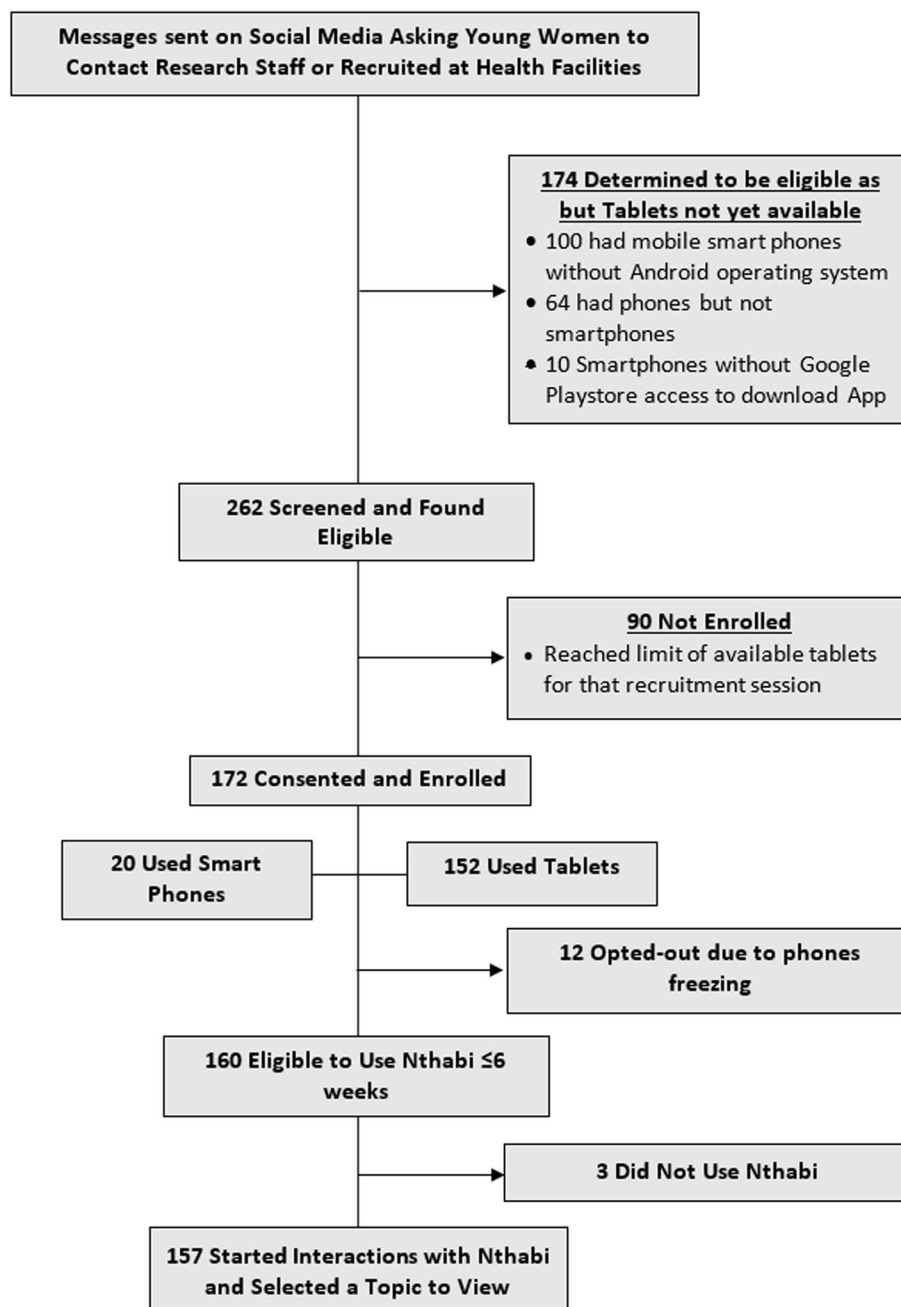 Messages sent on Social Media Asking Young Women to
Contact Research Staff or Recruited at Health Facilities
174 Determined to be eligible as
but Tablets not yet available
• 100 had mobile smart phones
without Android operating system
• 64 had phones but not
smartphones
• 10 Smartphones without Google
Playstore access to download App
262 Screened and Found
Eligible
90 Not Enrolled
• Reached limit of available tablets
for that recruitment session
172 Consented and Enrolled
20 Used Smart
Phones
152 Used Tablets
12 Opted-out due to phones
freezing
160 Eligible to Use Nthabi ≤6
weeks
3 Did Not Use Nthabi
157 Started Interactions with Nthabi
and Selected a Topic to View